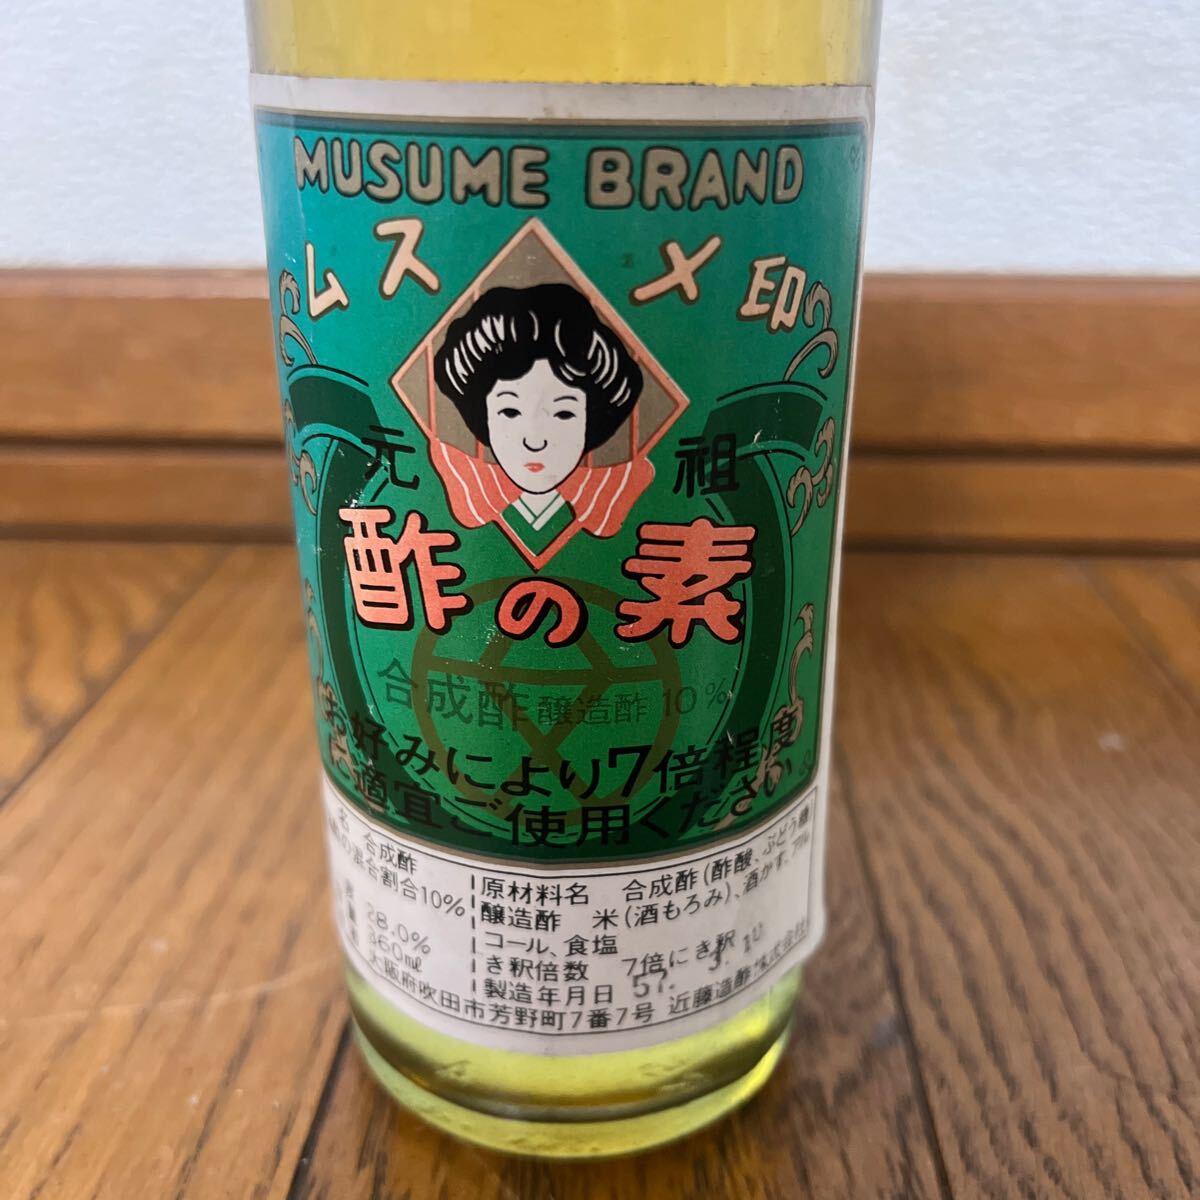 MUSUME BRAND
ムスメ印
元祖
酢の素
合成酢 醸造酢 10%
お好みにより7倍程度
に適宜ご使用ください。
名 合成酢
の混合割合10%
28.0%
360ml
原材料名 合成酢(酢酸、ぶどう糖
醸造酢 米(酒もろみ)、酒かす、アル
コール、食塩
き釈倍数 7倍にき釈
製造年月日 57. 3. 10
大阪府吹田市芳野町7番7号 近藤造酢株式会社